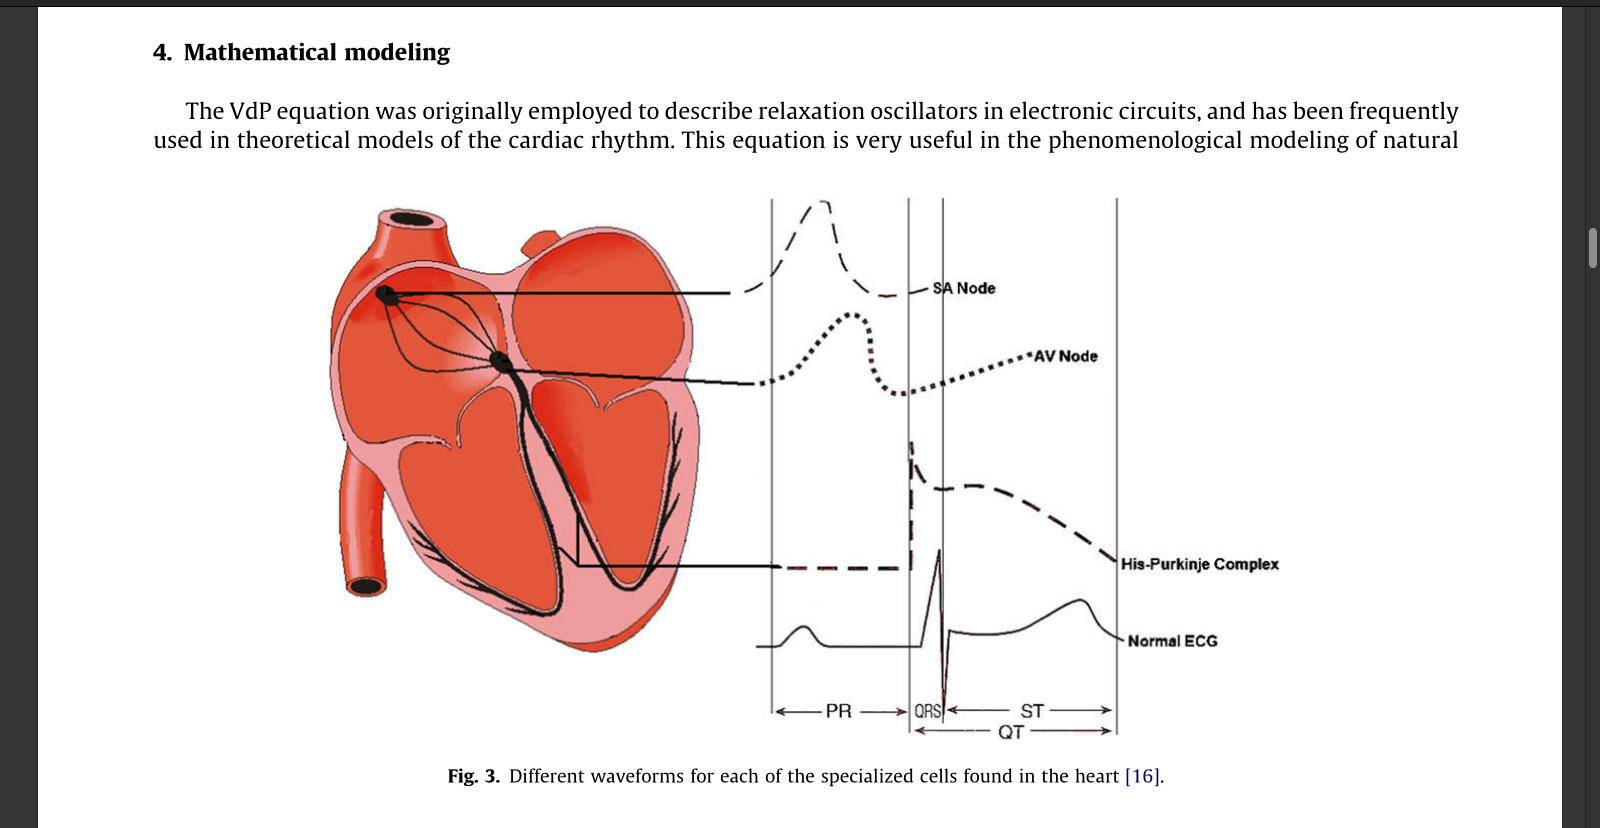 4. Mathematical modeling
The VdP equation was originally employed to describe relaxation oscillators in electronic circuits, and has been frequently
used in theoretical models of the cardiac rhythm. This equation is very useful in the phenomenological modeling of natural
SA Node
AV Node
His-Purkinje Complex
Normal ECG
PR
QRS
ST
QT
Fig. 3. Different waveforms for each of the specialized cells found in the heart [16].